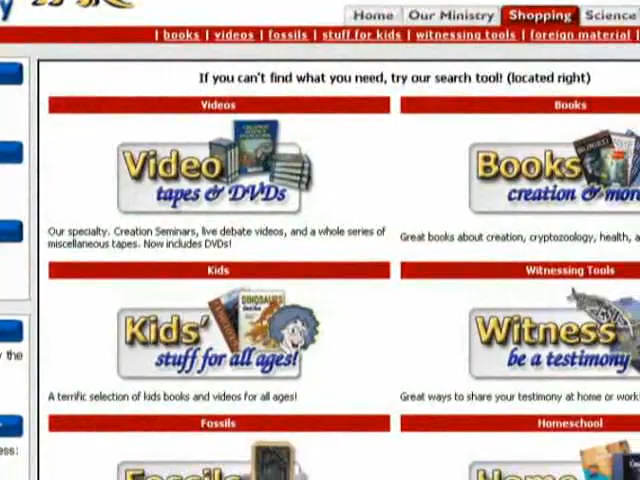 Home | Our Ministry | Shopping | Science
| books | videos | fossils | stuff for kids | witnessing tools | foreign material |
If you can't find what you need, try our search tool! (located right)
Videos
Books
Video
tapes & DVDs
Books
creation & more
Our specialty. Creation Seminars, live debate videos, and a whole series of
miscellaneous tapes. Now includes DVDs!
Great books about creation, cryptozoology, health, a
Kids
Witnessing Tools
DINOSAURS
Kids'
stuff for all ages!
Witness
be a testimony
y the
A terrific selection of kids books and videos for all ages!
Great ways to share your testimony at home or work
Fossils
Homeschool
ess:
Fossils
Home